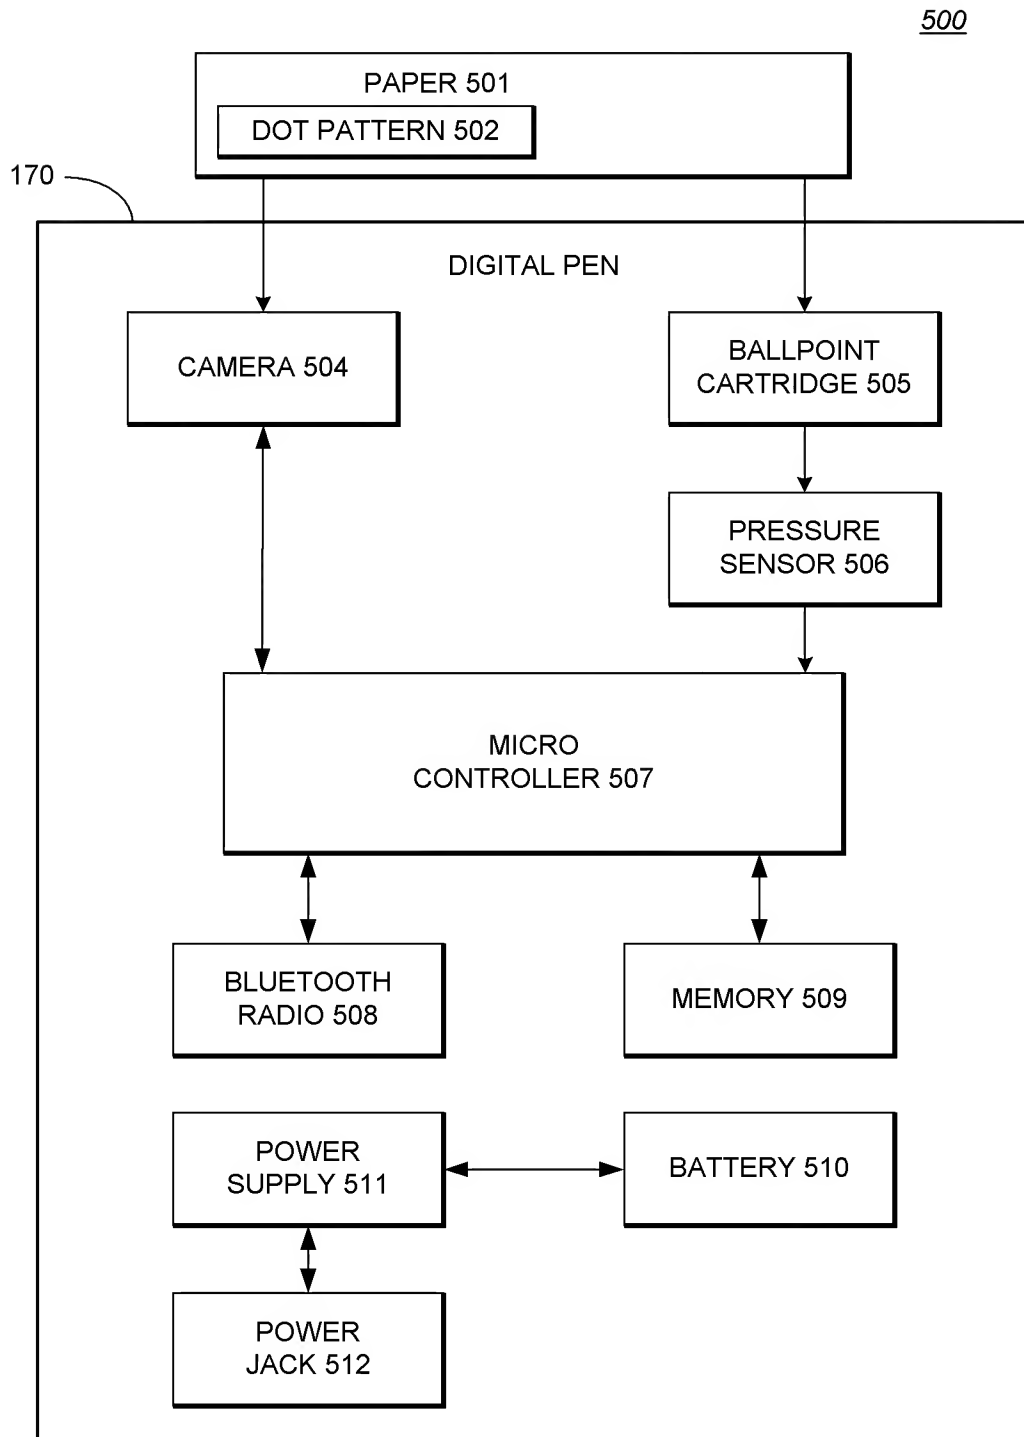 500
PAPER 501
DOT PATTERN 502
170
DIGITAL PEN
CAMERA 504
BALLPOINT
CARTRIDGE 505
PRESSURE
SENSOR 506
MICRO
CONTROLLER 507
BLUETOOTH
RADIO 508
MEMORY 509
POWER
SUPPLY 511
BATTERY 510
POWER
JACK 512